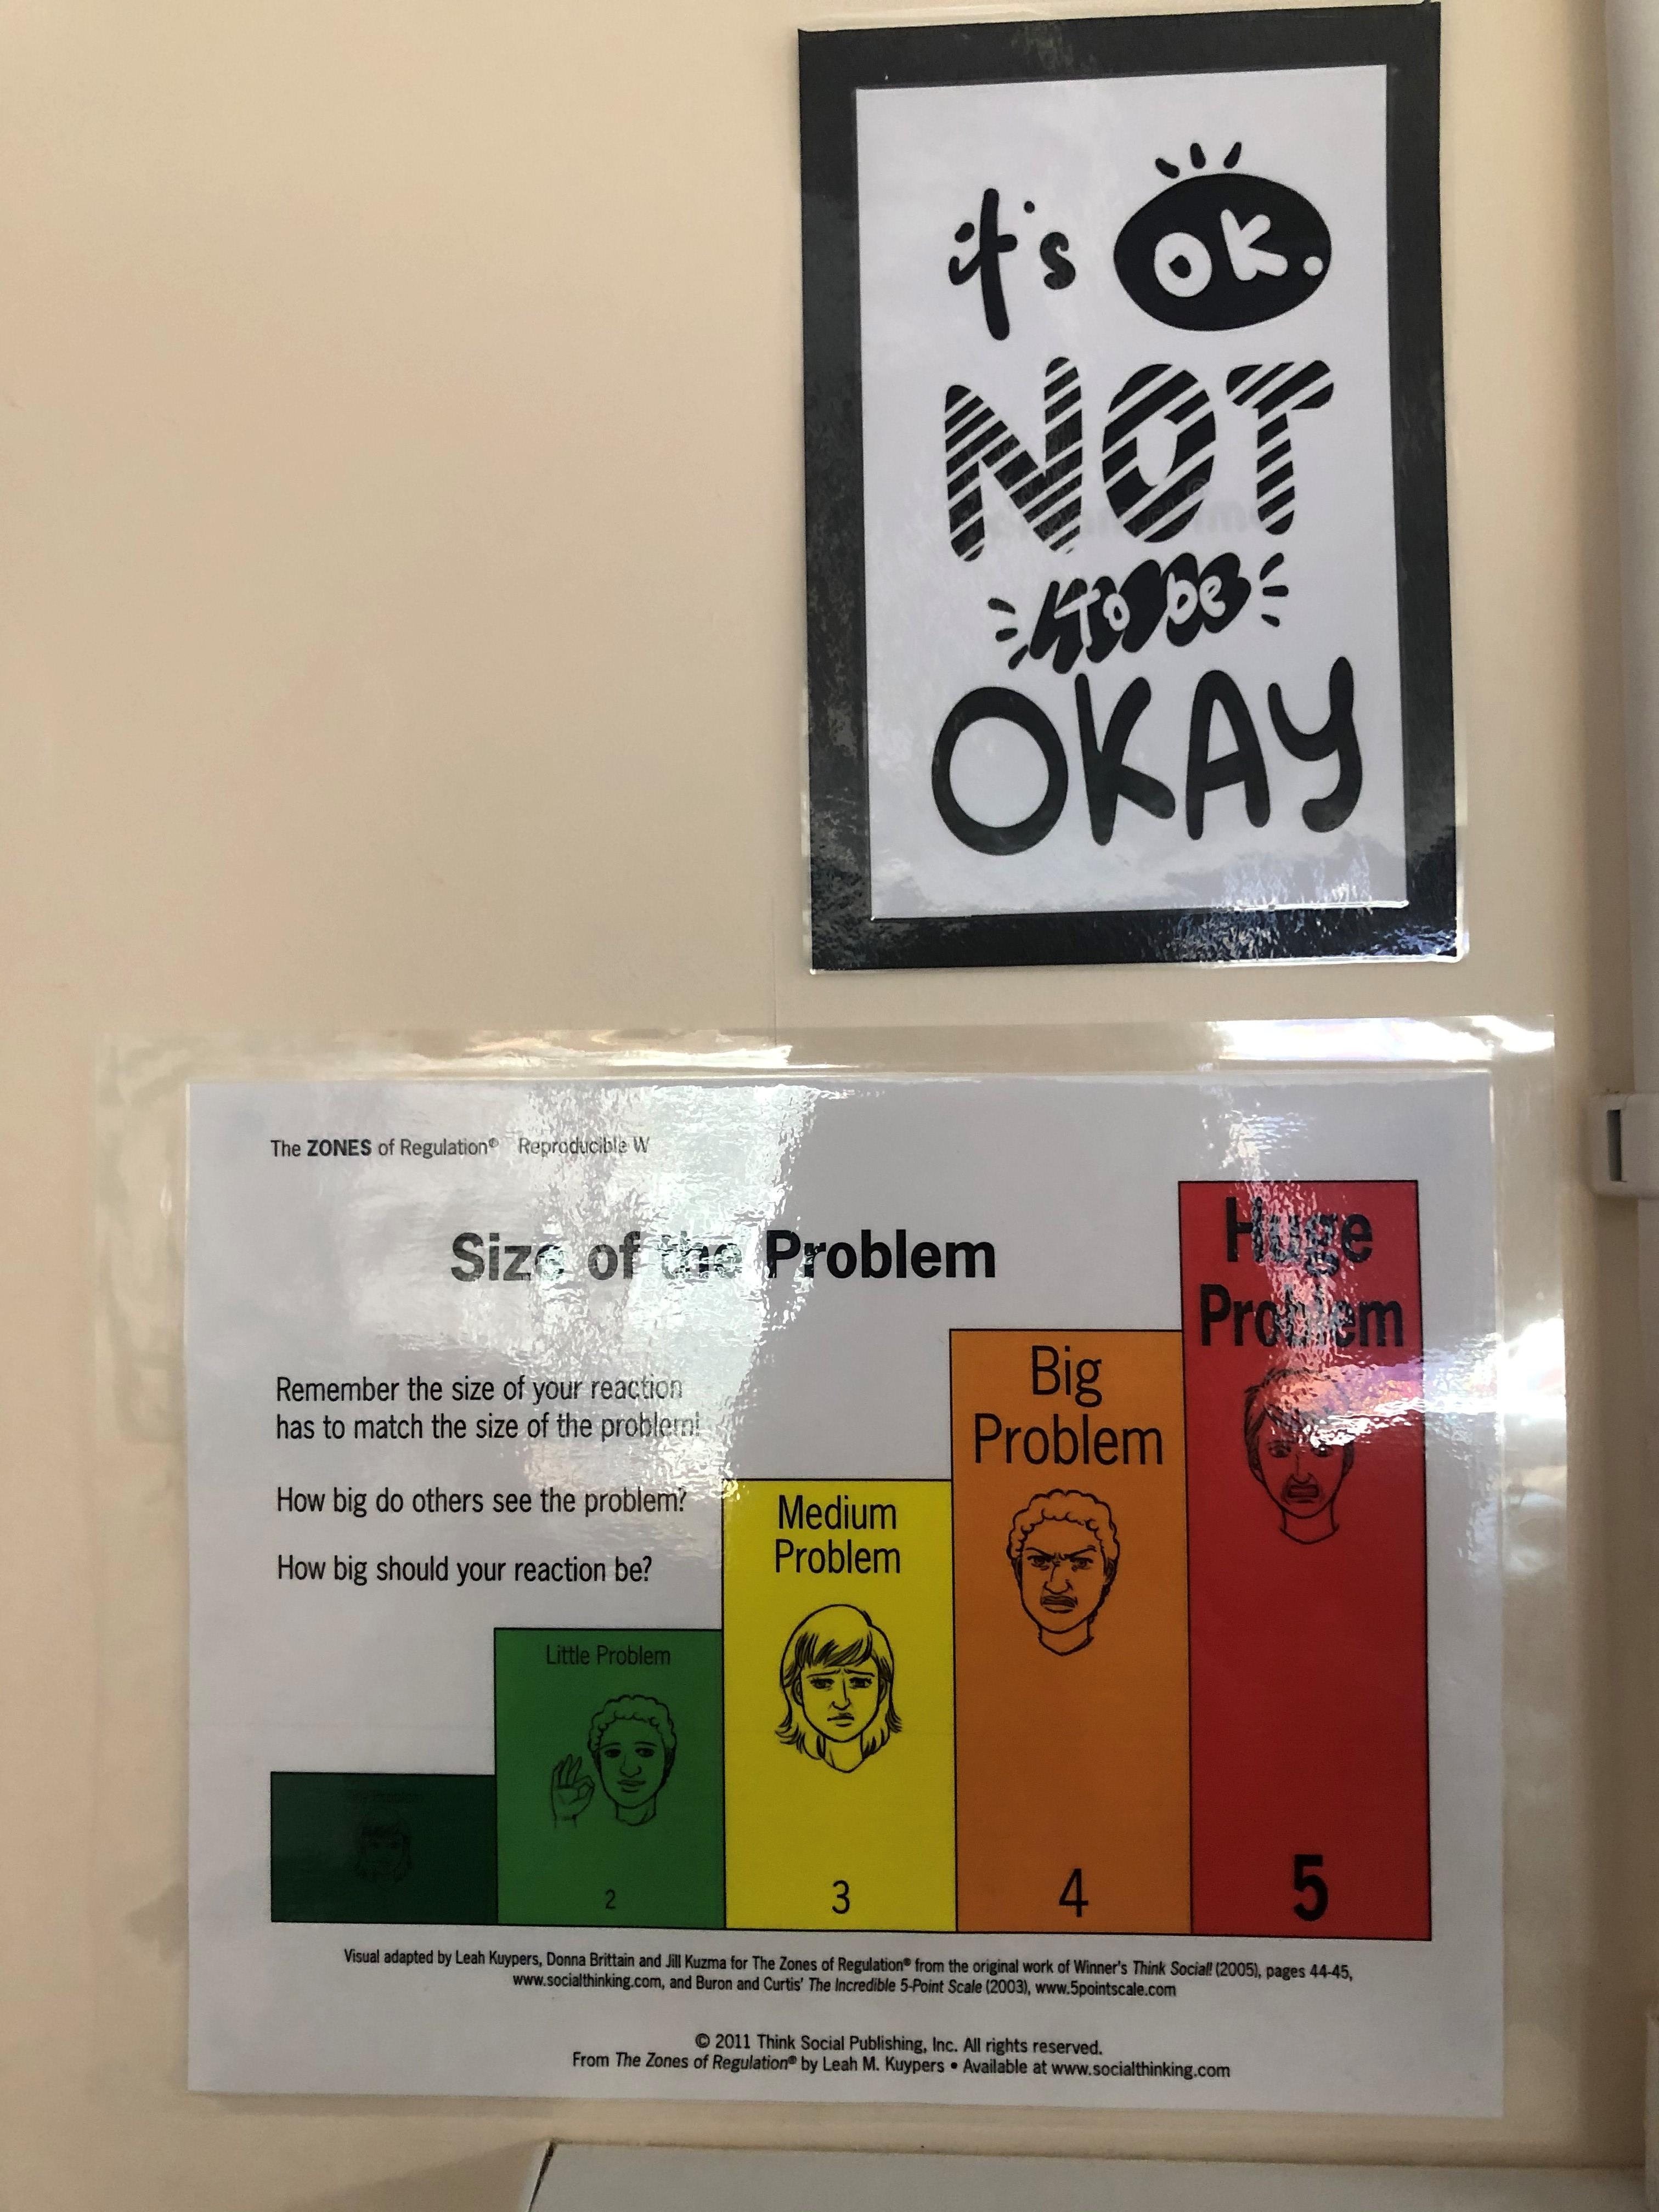 it's OK.
NOT
TO be
OKAY
The ZONES of Regulation® Reproducible W
Size of the Problem
Remember the size of your reaction
has to match the size of the problem!
How big do others see the problem?
How big should your reaction be?
Little Problem
2
Medium
Problem
3
Big
Problem
4
Huge
Problem
5
Visual adapted by Leah Kuypers, Donna Brittain and Jill Kuzma for The Zones of Regulation® from the original work of Winner's Think Social! (2005), pages 44-45,
www.socialthinking.com, and Buron and Curtis' The Incredible 5-Point Scale (2003), www.5pointscale.com
© 2011 Think Social Publishing, Inc. All rights reserved.
From The Zones of Regulation® by Leah M. Kuypers • Available at www.socialthinking.com